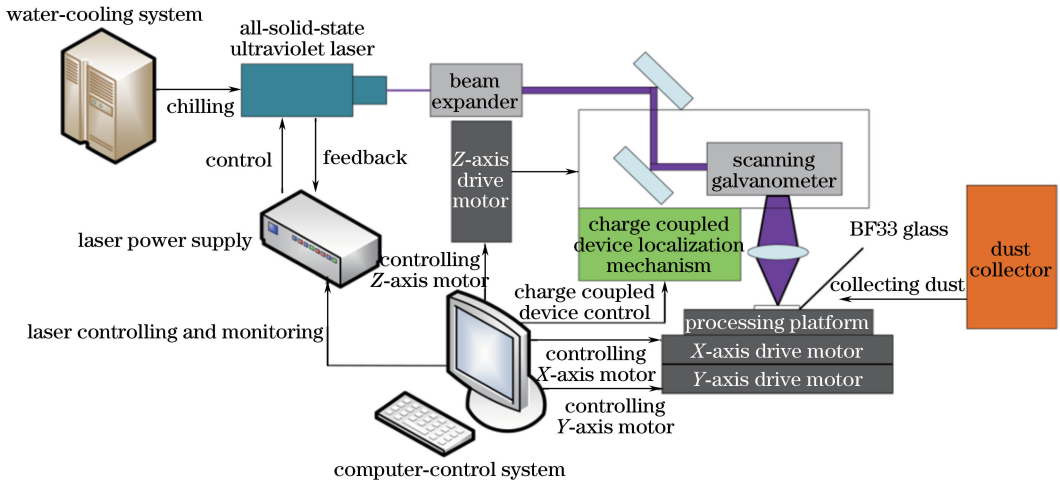 water-cooling system
all-solid-state
ultraviolet laser
chilling
beam
expander
control
feedback
Z-axis
drive
motor
scanning
galvanometer
laser power supply
charge coupled
device localization
mechanism
BF33 glass
dust
collector
collecting dust
controlling
Z-axis motor
charge coupled
device control
processing platform
laser controlling and monitoring
controlling
X-axis motor
X-axis drive motor
Y-axis drive motor
controlling
Y-axis motor
computer-control system